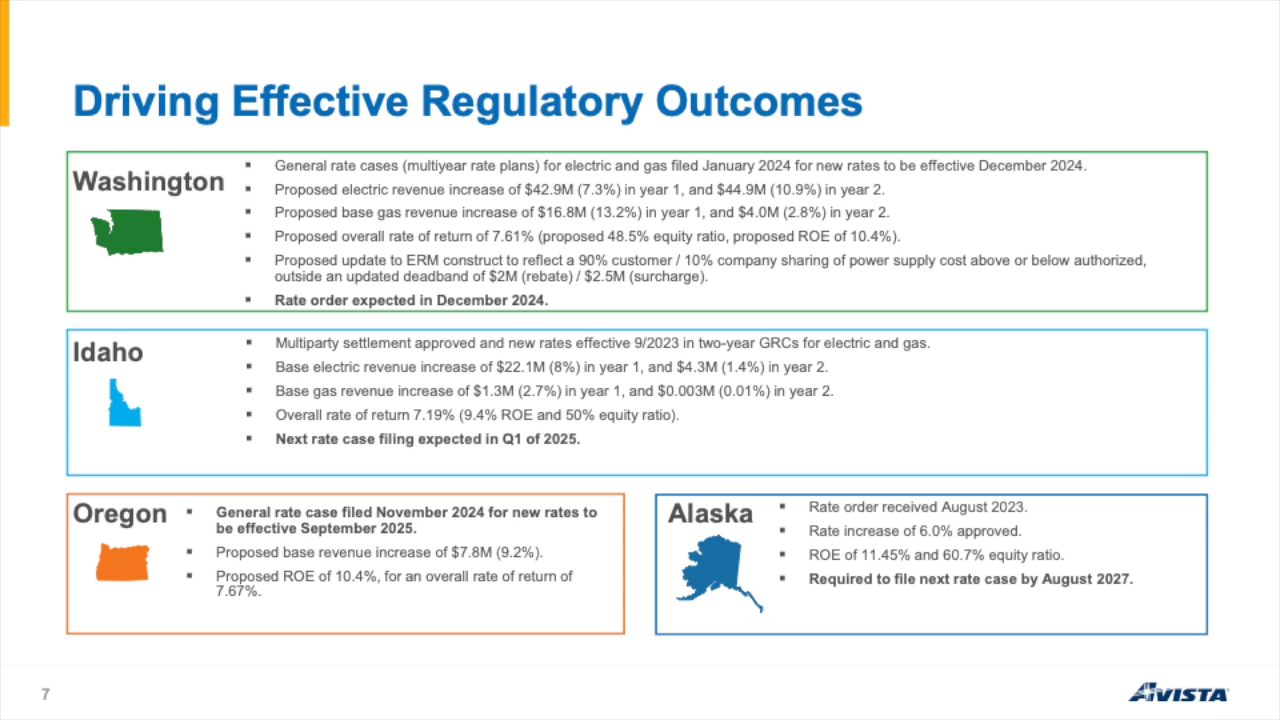 Driving Effective Regulatory Outcomes
Washington
▪ General rate cases (multiyear rate plans) for electric and gas filed January 2024 for new rates to be effective December 2024.
▪ Proposed electric revenue increase of $42.9M (7.3%) in year 1, and $44.9M (10.9%) in year 2.
▪ Proposed base gas revenue increase of $16.8M (13.2%) in year 1, and $4.0M (2.8%) in year 2.
▪ Proposed overall rate of return of 7.61% (proposed 48.5% equity ratio, proposed ROE of 10.4%).
▪ Proposed update to ERM construct to reflect a 90% customer / 10% company sharing of power supply cost above or below authorized,
outside an updated deadband of $2M (rebate) / $2.5M (surcharge).
▪ Rate order expected in December 2024.
Idaho
▪ Multiparty settlement approved and new rates effective 9/2023 in two-year GRCs for electric and gas.
▪ Base electric revenue increase of $22.1M (8%) in year 1, and $4.3M (1.4%) in year 2.
▪ Base gas revenue increase of $1.3M (2.7%) in year 1, and $0.003M (0.01%) in year 2.
▪ Overall rate of return 7.19% (9.4% ROE and 50% equity ratio).
▪ Next rate case filing expected in Q1 of 2025.
Oregon
▪ General rate case filed November 2024 for new rates to
be effective September 2025.
▪ Proposed base revenue increase of $7.8M (9.2%).
▪ Proposed ROE of 10.4%, for an overall rate of return of
7.67%.
Alaska
▪ Rate order received August 2023.
▪ Rate increase of 6.0% approved.
▪ ROE of 11.45% and 60.7% equity ratio.
▪ Required to file next rate case by August 2027.
7
AVISTA